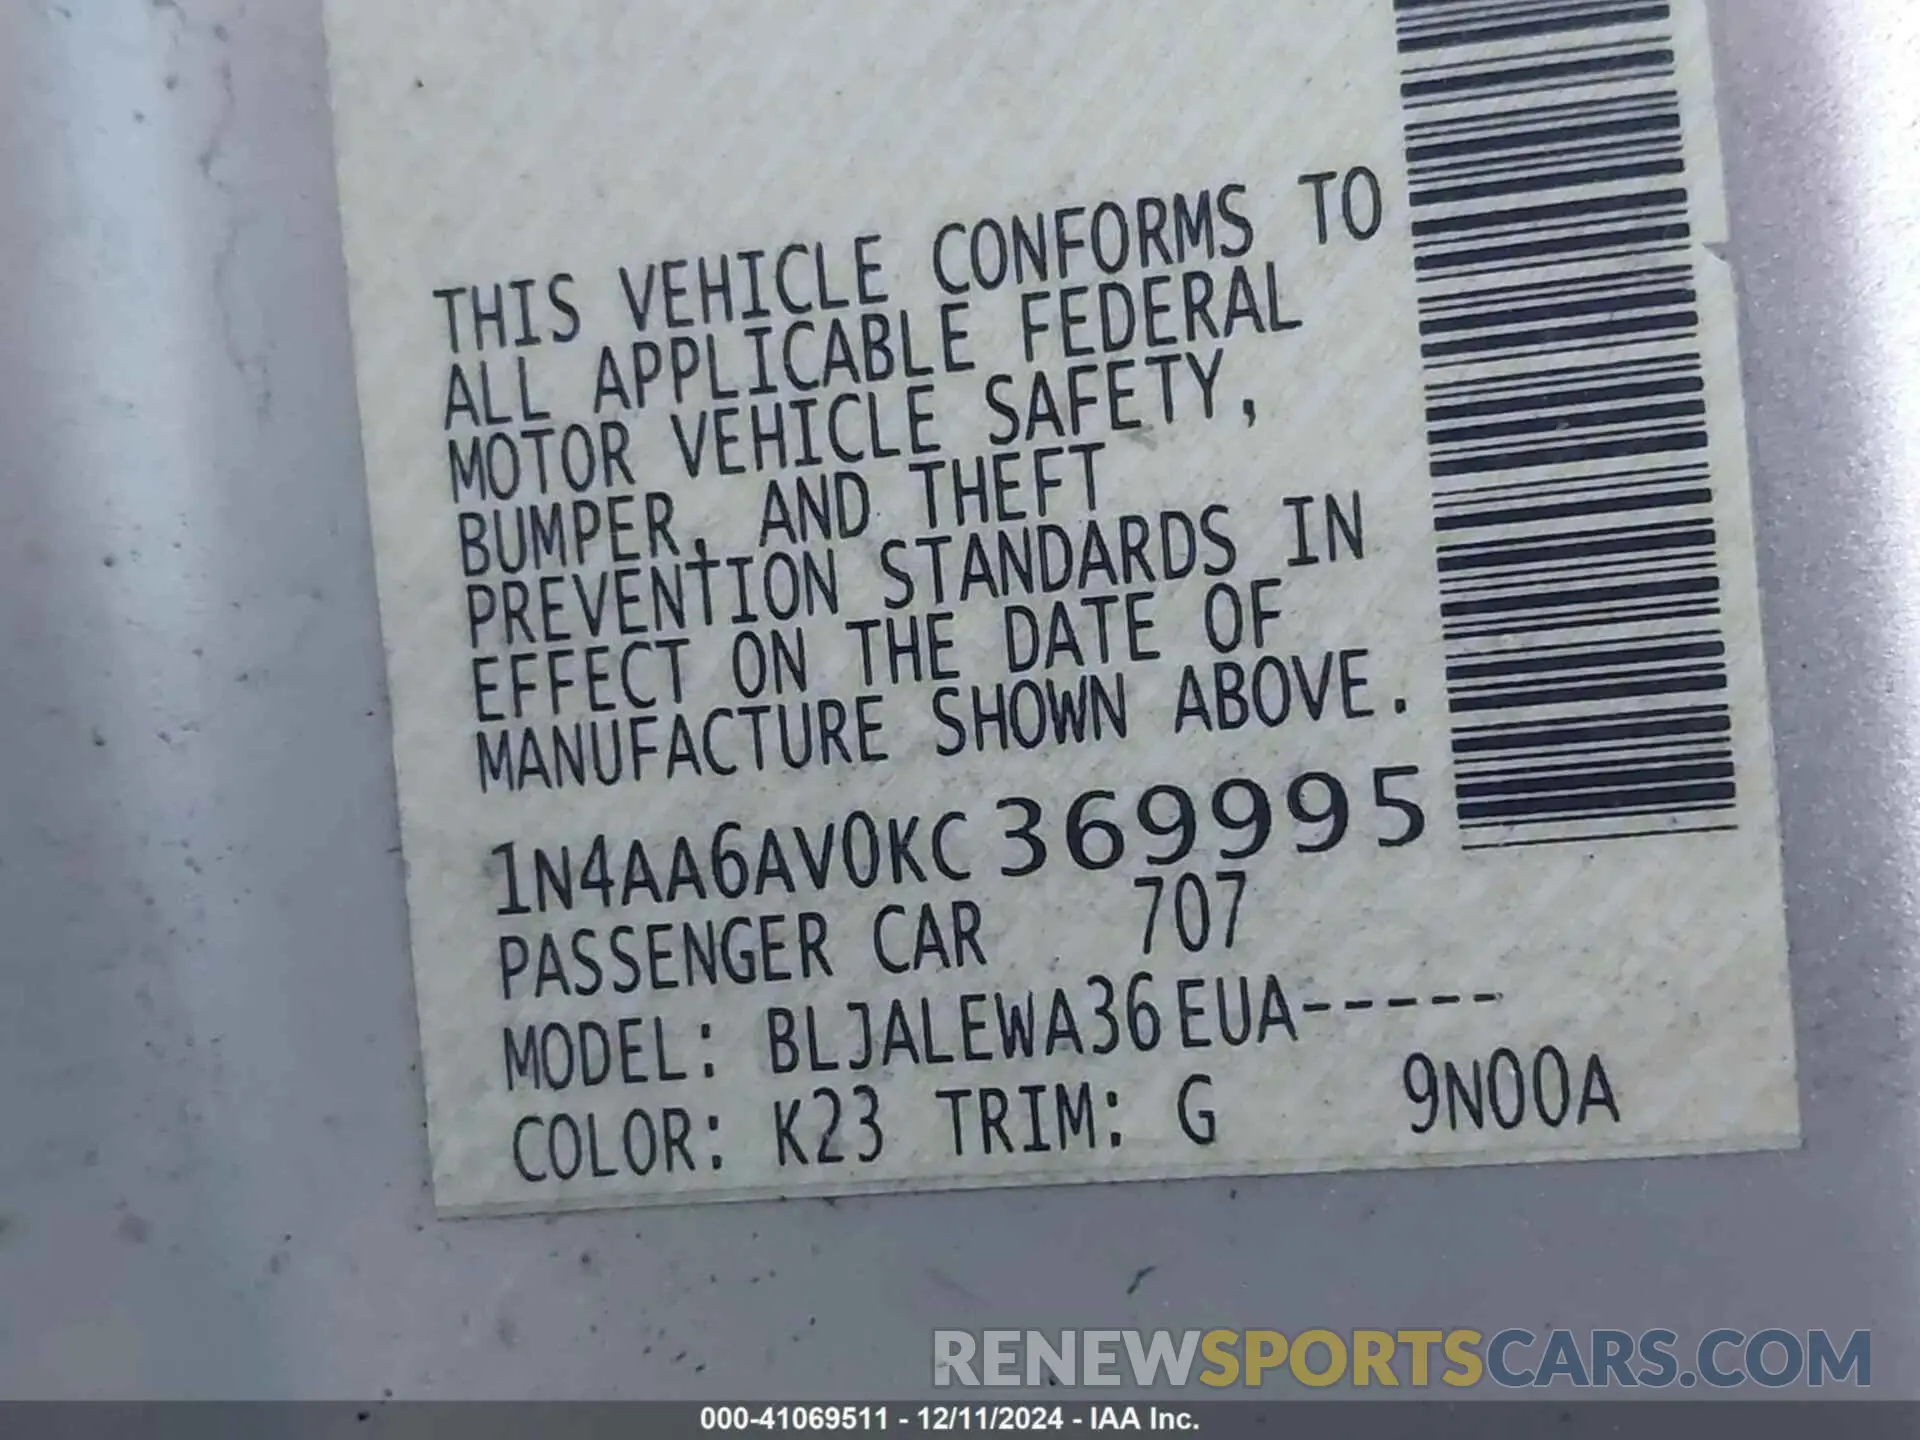 THIS VEHICLE CONFORMS TO
ALL APPLICABLE FEDERAL
MOTOR VEHICLE SAFETY,
BUMPER, AND THEFT
PREVENTION STANDARDS IN
EFFECT ON THE DATE OF
MANUFACTURE SHOWN ABOVE.
1N4AA6AV0KC369995
PASSENGER CAR 707
MODEL: BLJALEWA36EUA-----
COLOR: K23 TRIM: G 9N00A
RENEWSPORTSCARS.COM
000-41069511 - 12/11/2024 - IAA Inc.